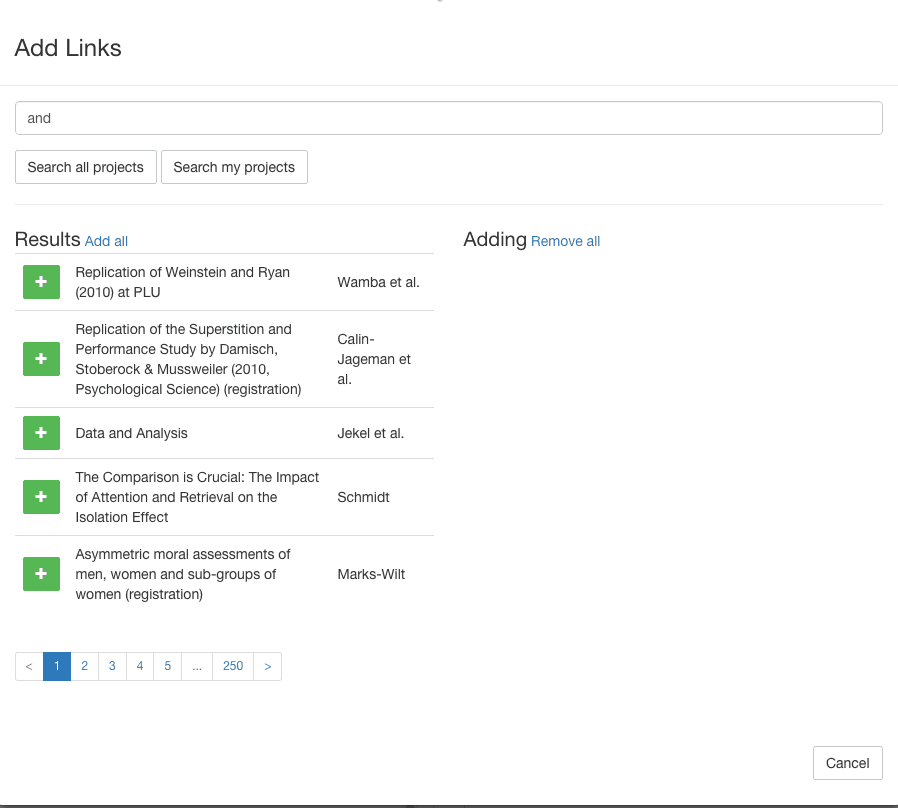 Add Links
and
Search all projects Search my projects
Results Add all
Adding Remove all
Replication of Weinstein and Ryan
(2010) at PLU
Wamba et al.
Replication of the Superstition and
Performance Study by Damisch,
Stoberock & Mussweiler (2010,
Psychological Science) (registration)
Calin-
Jageman et
al.
Data and Analysis
Jekel et al.
The Comparison is Crucial: The Impact
of Attention and Retrieval on the
Isolation Effect
Schmidt
Asymmetric moral assessments of
men, women and sub-groups of
women (registration)
Marks-Wilt
< 1 2 3 4 5 ... 250 >
Cancel